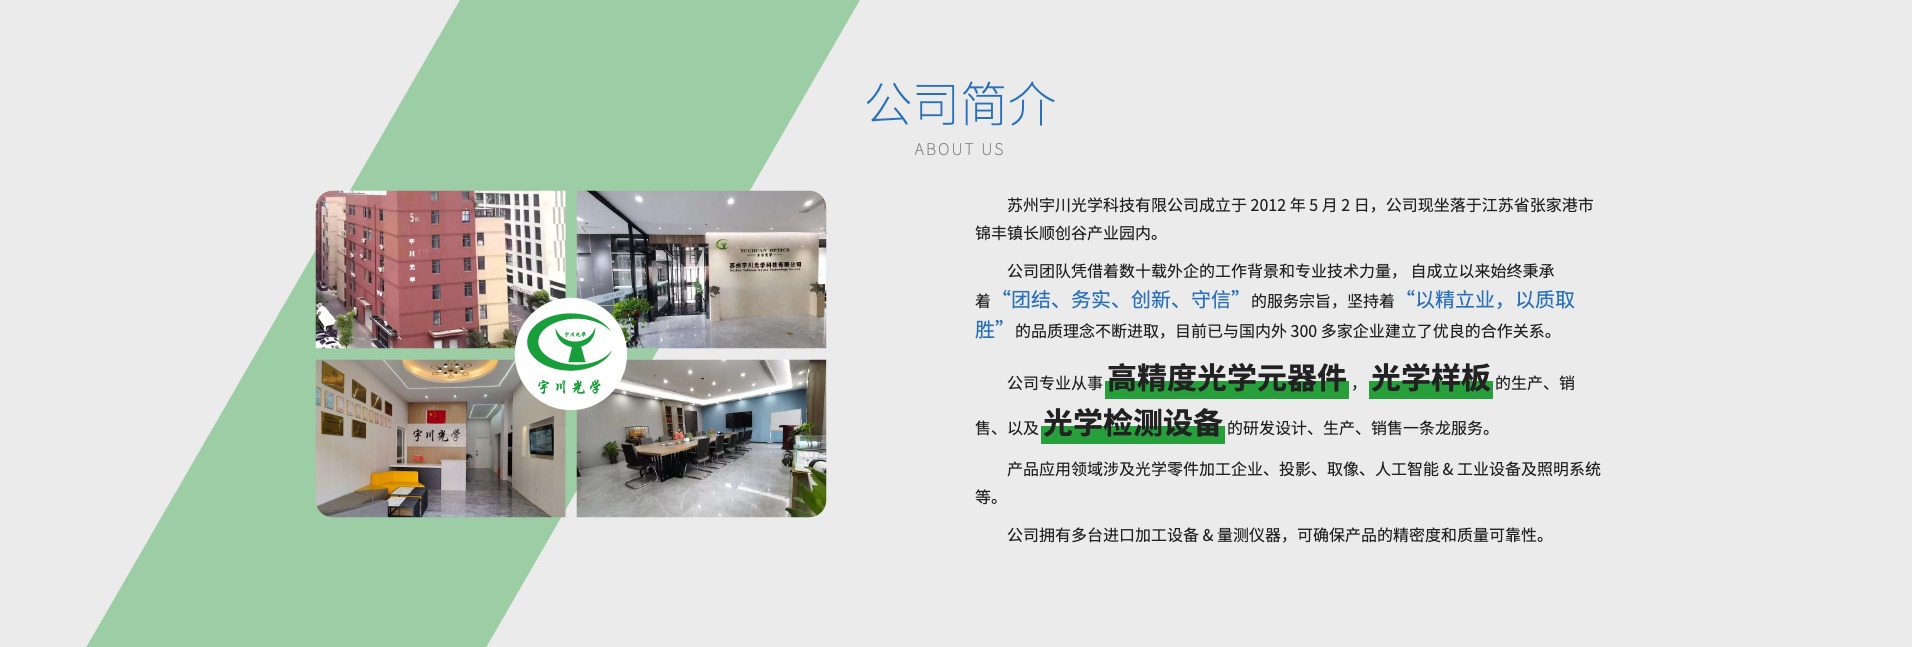 公司简介
ABOUT US
苏州宇川光学科技有限公司成立于 2012 年 5 月 2 日，公司现坐落于江苏省张家港市
锦丰镇长顺创谷产业园内。
公司团队凭借着数十载外企的工作背景和专业技术力量， 自成立以来始终秉承
着“团结、务实、创新、守信”的服务宗旨，坚持着“以精立业，以质取
胜”的品质理念不断进取，目前已与国内外 300 多家企业建立了优良的合作关系。
公司专业从事高精度光学元器件，光学样板的生产、销
售、以及光学检测设备的研发设计、生产、销售一条龙服务。
产品应用领域涉及光学零件加工企业、投影、取像、人工智能 & 工业设备及照明系统
等。
公司拥有多台进口加工设备 & 量测仪器，可确保产品的精密度和质量可靠性。
5
宇川光学
YUCHUAN OPTICS
宇川光学
苏州宇川光学科技有限公司
宇川光学
宇川光学
宇川光学